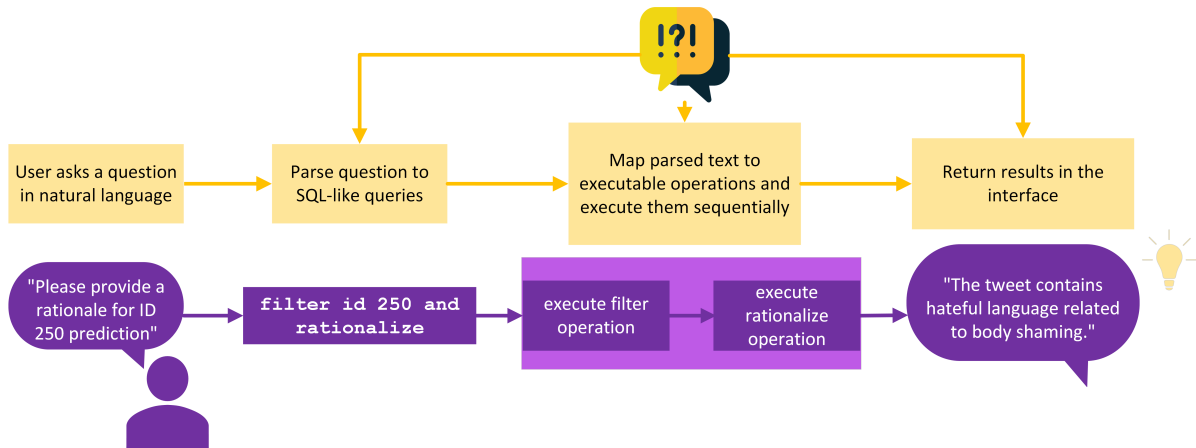 !?!
User asks a question
in natural language
Parse question to
SQL-like queries
Map parsed text to
executable operations and
execute them sequentially
Return results in the
interface
"Please provide a
rationale for ID
250 prediction"
filter id 250 and
rationalize
execute filter
operation
execute
rationalize
operation
"The tweet contains
hateful language related
to body shaming."